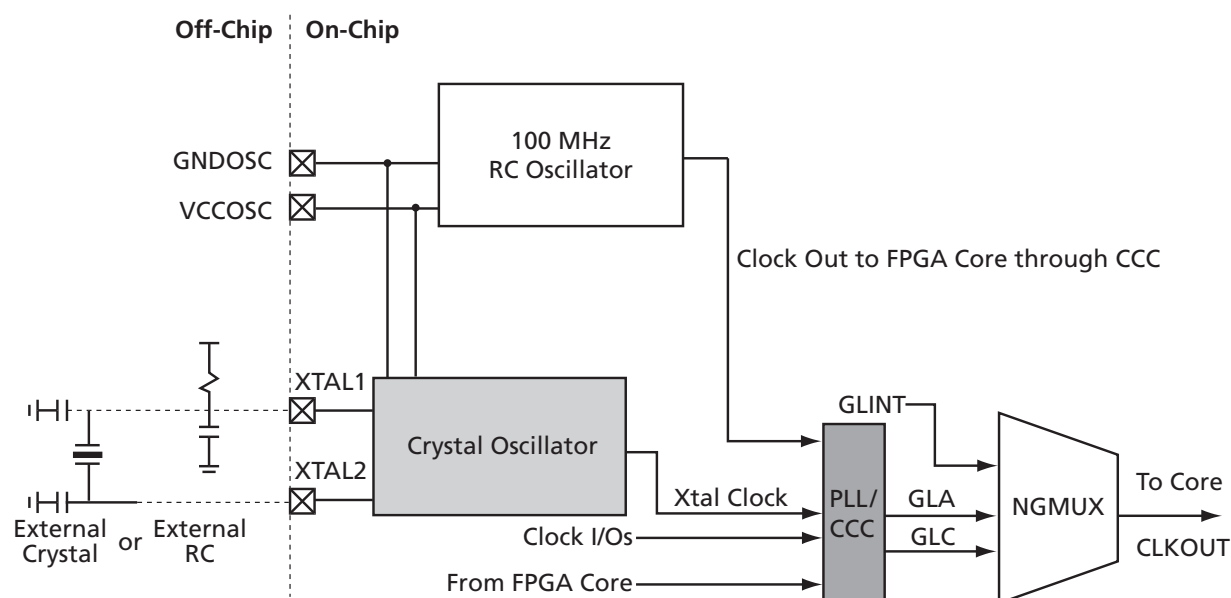 Off-Chip
On-Chip
100 MHz
RC Oscillator
GNDOSC
VCCOSC
Clock Out to FPGA Core through CCC
XTAL1
GLINT
Crystal Oscillator
XTAL2
Xtal Clock
PLL/
CCC
GLA
GLC
NGMUX
To Core
CLKOUT
External
Crystal
or
External
RC
Clock I/Os
From FPGA Core